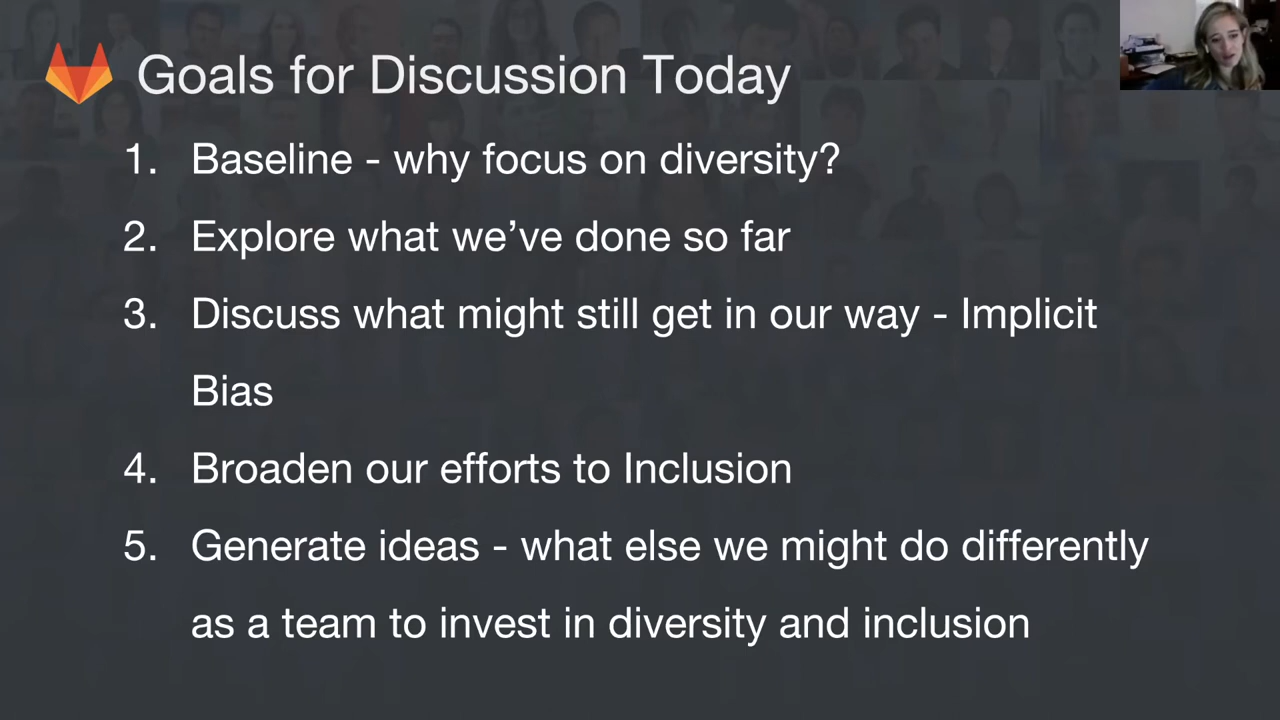 Goals for Discussion Today
1. Baseline - why focus on diversity?
2. Explore what we’ve done so far
3. Discuss what might still get in our way - Implicit
Bias
4. Broaden our efforts to Inclusion
5. Generate ideas - what else we might do differently
as a team to invest in diversity and inclusion